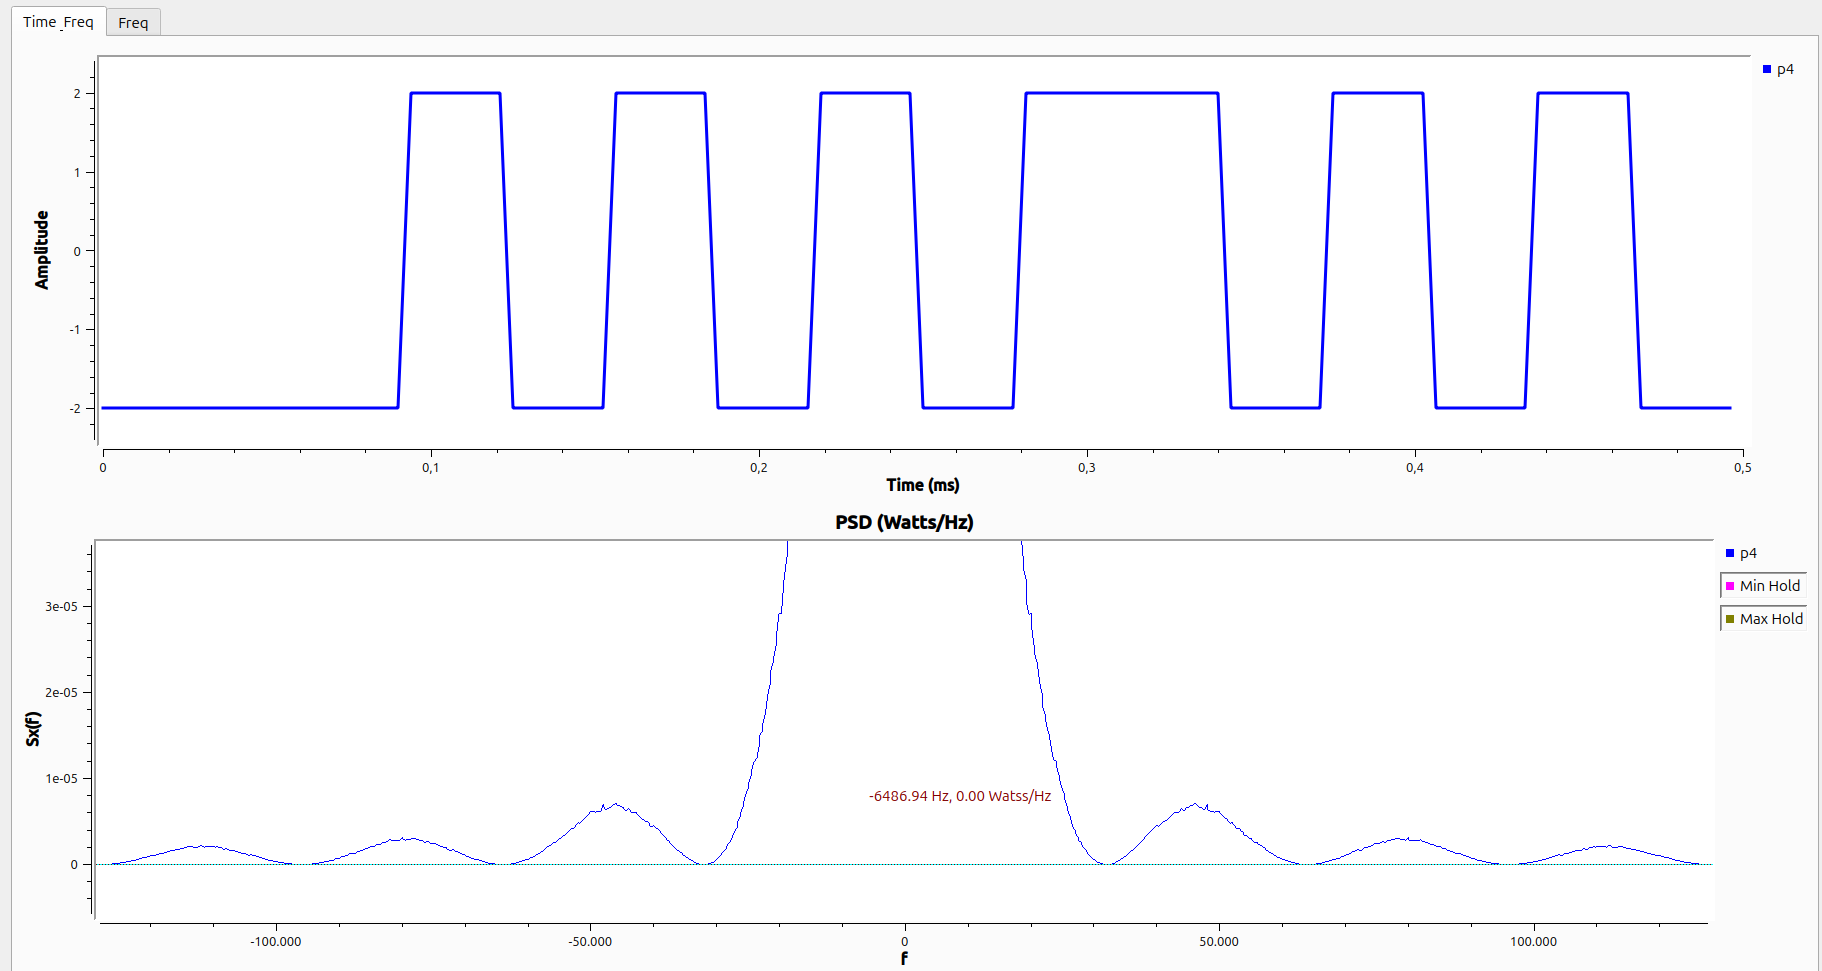 Time_Freq
Freq
2
1
0
-1
-2
Amplitude
p4
0
0,1
0,2
0,3
0,4
0,5
Time (ms)
PSD (Watts/Hz)
3e-05
2e-05
1e-05
0
Sx(f)
-6486.94 Hz, 0.00 Watss/Hz
p4
Min Hold
Max Hold
-100.000
-50.000
0
50.000
100.000
f